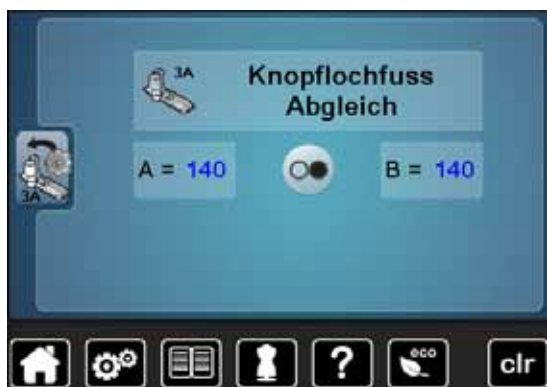 3A
Knopflochfuss
Abgleich
A = 140
B = 140
3A
?
eco
clr